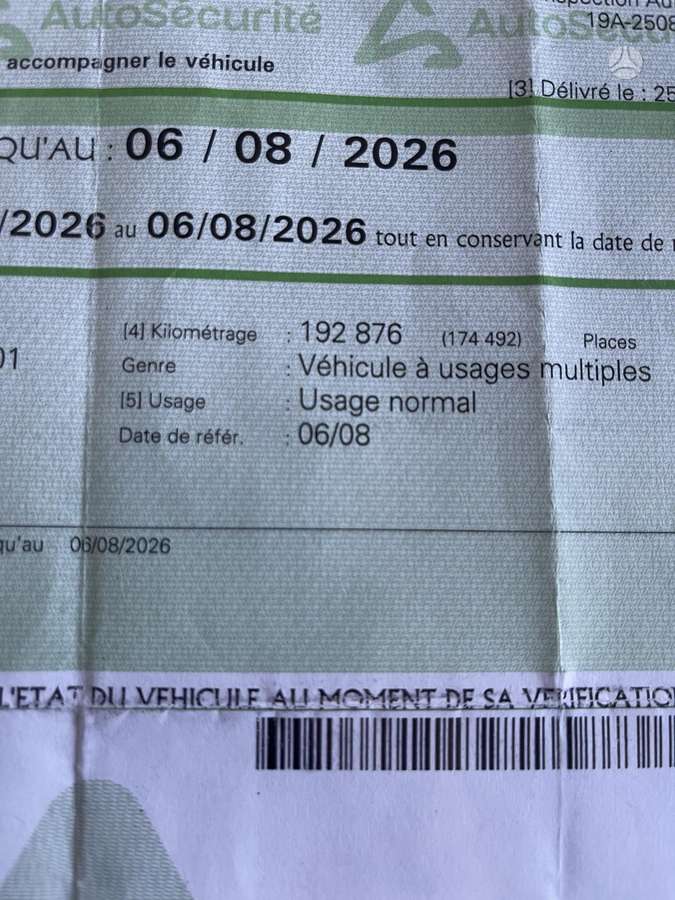 AutoSécurité AutoSécur
19A-2508
accompagner le véhicule
[3] Délivré le : 25
QU'AU : 06 / 08 / 2026
/2026 au 06/08/2026 tout en conservant la date de
01
[4] Kilométrage : 192 876 (174 492) Places
Genre : Véhicule à usages multiples
[5] Usage : Usage normal
Date de référ. : 06/08
qu'au 06/08/2026
L'ETAT DU VEHICULE AU MOMENT DE SA VERIFICATIO